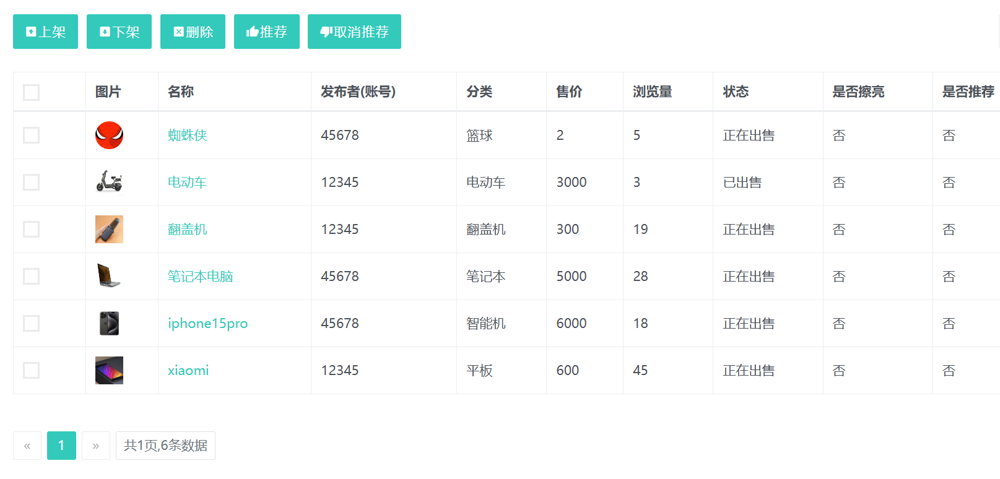 上架 下架 删除 推荐 取消推荐
图片 名称 发布者(账号) 分类 售价 浏览量 状态 是否擦亮 是否推荐
蜘蛛侠 45678 篮球 2 5 正在出售 否 否
电动车 12345 电动车 3000 3 已出售 否 否
翻盖机 12345 翻盖机 300 19 正在出售 否 否
笔记本电脑 45678 笔记本 5000 28 正在出售 否 否
iphone15pro 45678 智能机 6000 18 正在出售 否 否
xiaomi 12345 平板 600 45 正在出售 否 否
« 1 » 共1页,6条数据